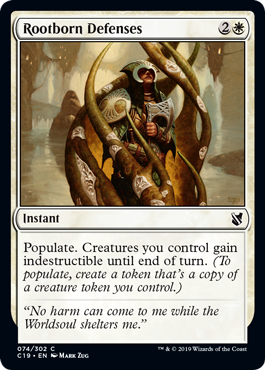 Rootborn Defenses 2
Instant
Populate. Creatures you control gain
indestructible until end of turn. (To
populate, create a token that's a copy of
a creature token you control.)
"No harm can come to me while the
Worldsoul shelters me."
074/302 C
C19 • EN MARK ZUG
™ & © 2019 Wizards of the Coast